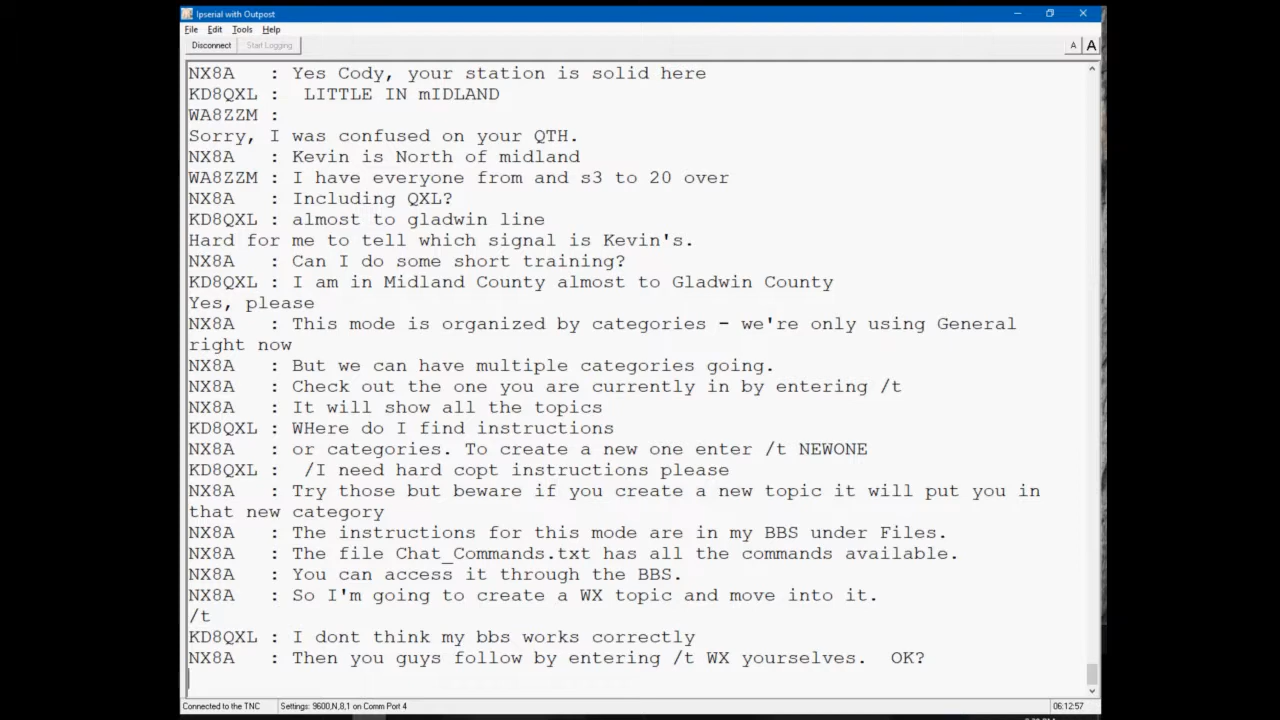 Ipserial with Outpost
File Edit Tools Help
Disconnect Start Logging A A
NX8A : Yes Cody, your station is solid here
KD8QXL : LITTLE IN mIDLAND
WA8ZZM :
Sorry, I was confused on your QTH.
NX8A : Kevin is North of midland
WA8ZZM : I have everyone from and s3 to 20 over
NX8A : Including QXL?
KD8QXL : almost to gladwin line
Hard for me to tell which signal is Kevin's.
NX8A : Can I do some short training?
KD8QXL : I am in Midland County almost to Gladwin County
Yes, please
NX8A : This mode is organized by categories - we're only using General
right now
NX8A : But we can have multiple categories going.
NX8A : Check out the one you are currently in by entering /t
NX8A : It will show all the topics
KD8QXL : WHere do I find instructions
NX8A : or categories. To create a new one enter /t NEWONE
KD8QXL : /I need hard copt instructions please
NX8A : Try those but beware if you create a new topic it will put you in
that new category
NX8A : The instructions for this mode are in my BBS under Files.
NX8A : The file Chat_Commands.txt has all the commands available.
NX8A : You can access it through the BBS.
NX8A : So I'm going to create a WX topic and move into it.
/t
KD8QXL : I dont think my bbs works correctly
NX8A : Then you guys follow by entering /t WX yourselves. OK?
Connected to the TNC Settings: 9600,N,8,1 on Comm Port 4 06:12:57